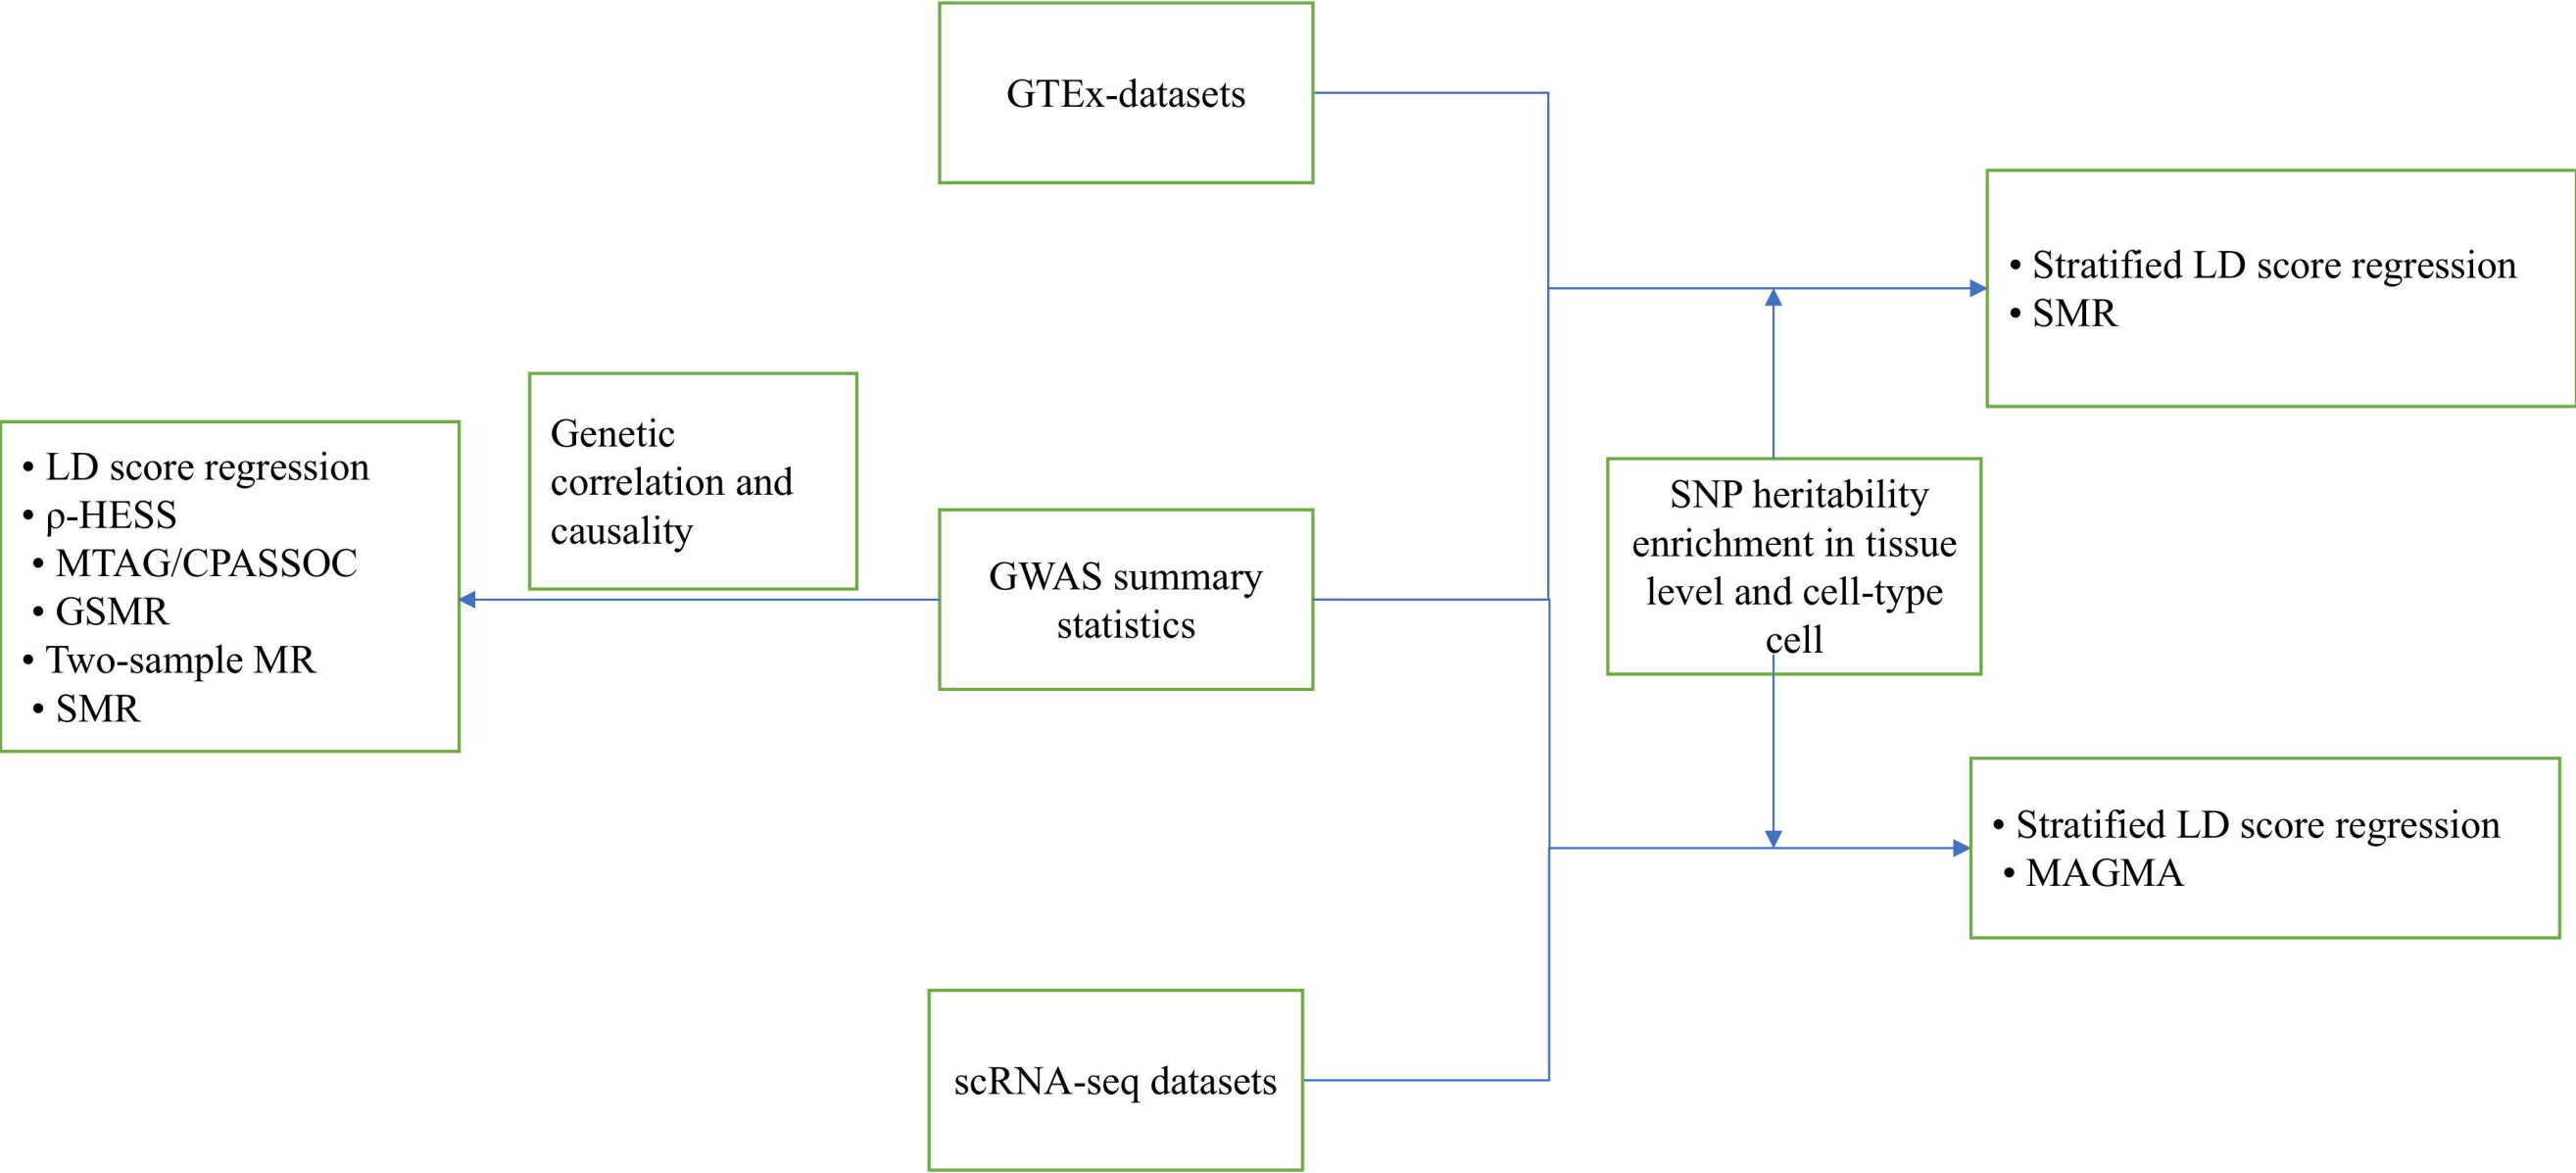 GTEx-datasets
• Stratified LD score regression
• SMR
Genetic
correlation and
causality
• LD score regression
• ρ-HESS
• MTAG/CPASSOC
• GSMR
• Two-sample MR
• SMR
GWAS summary
statistics
SNP heritability
enrichment in tissue
level and cell-type
cell
• Stratified LD score regression
• MAGMA
scRNA-seq datasets